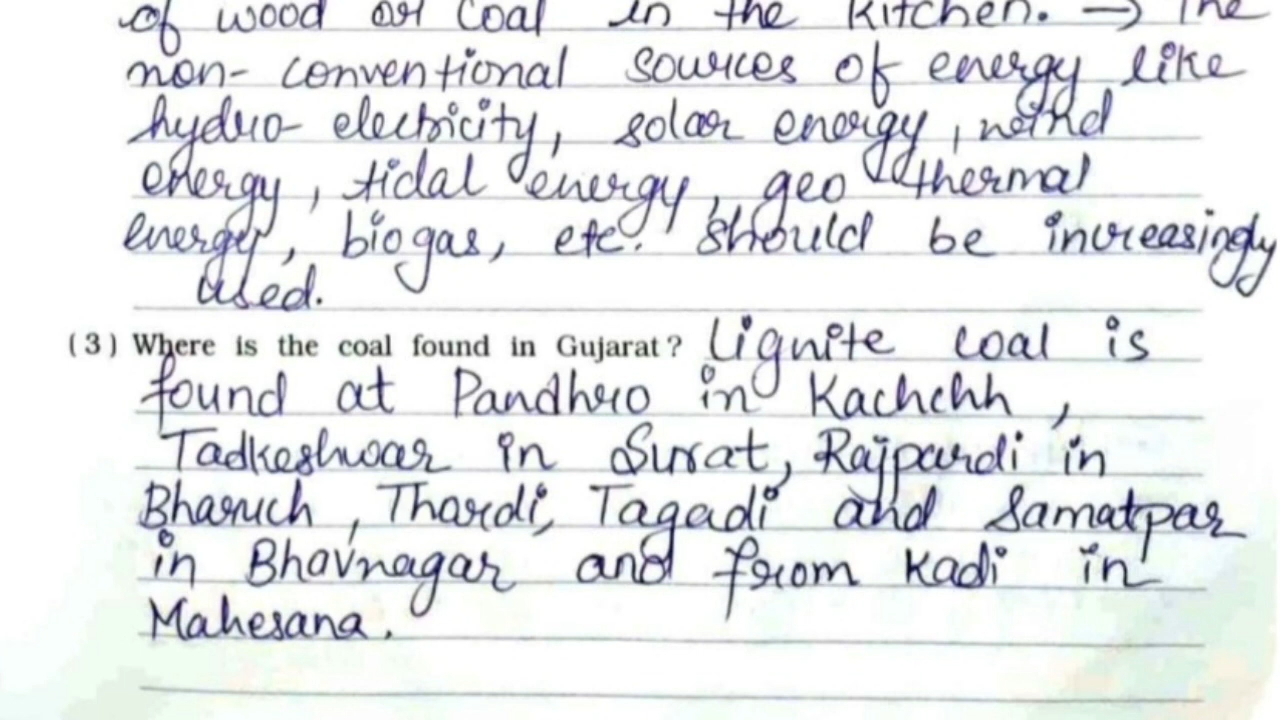 of wood or Coal in the kitchen. → The
non-conventional sources of energy like
hydro-electricity, solar energy, wind
energy, tidal energy, geo thermal
energy, biogas, etc. should be increasingly
used.
(3) Where is the coal found in Gujarat? Lignite coal is
found at Pandhro in Kachchh,
Tadkeshwar in Surat, Rajpardi in
Bharuch, Thordi, Tagadi and Samatpar
in Bhavnagar and from Kadi in
Mahesana.